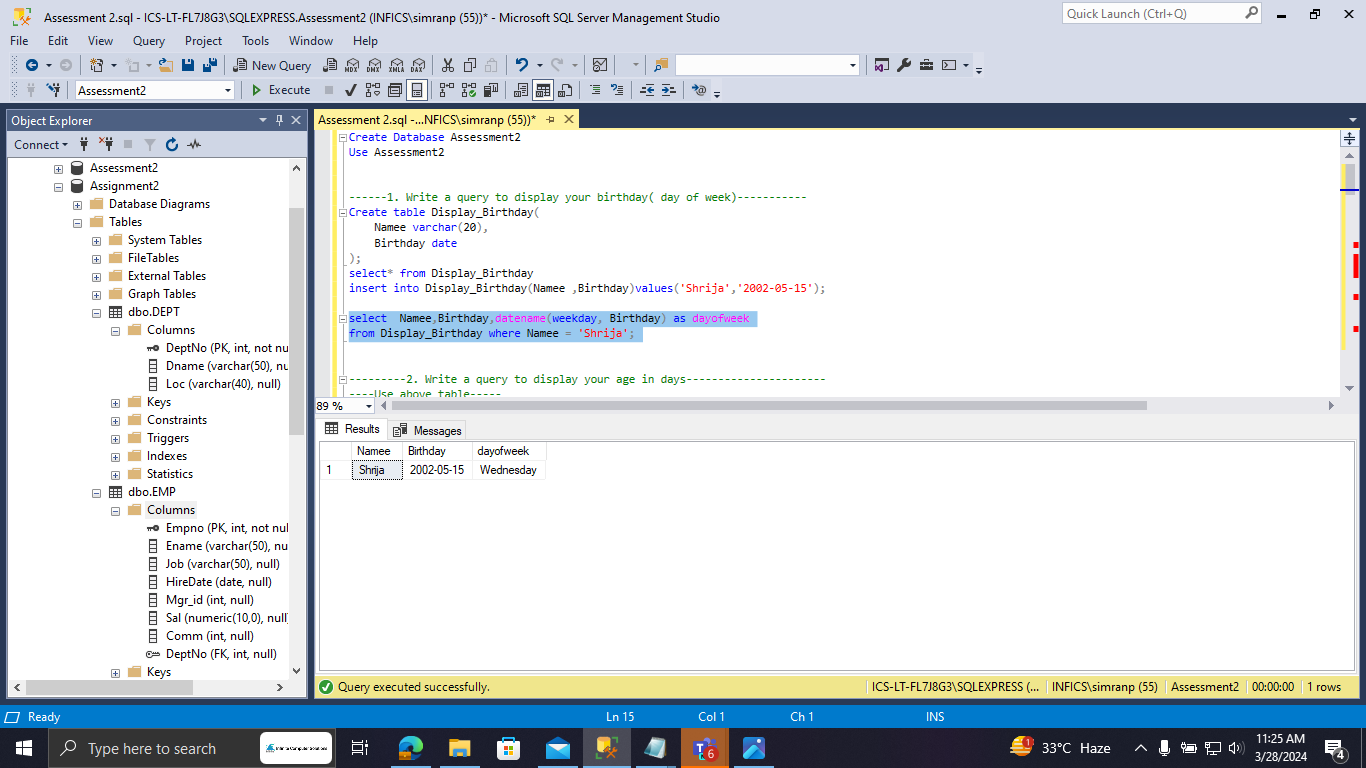 Assessment 2.sql - ICS-LT-FL7J8G3\SQLEXPRESS.Assessment2 (INFICS\simranp (55))* - Microsoft SQL Server Management Studio
Quick Launch (Ctrl+Q)
File Edit View Query Project Tools Window Help
New Query
MDX DMX XMLA DAX
Assessment2
Execute
Object Explorer
Connect
Assessment2
Assignment2
Database Diagrams
Tables
System Tables
FileTables
External Tables
Graph Tables
dbo.DEPT
Columns
DeptNo (PK, int, not nu
Dname (varchar(50), nu
Loc (varchar(40), null)
Keys
Constraints
Triggers
Indexes
Statistics
dbo.EMP
Columns
Empno (PK, int, not nul
Ename (varchar(50), nu
Job (varchar(50), null)
HireDate (date, null)
Mgr_id (int, null)
Sal (numeric(10,0), null
Comm (int, null)
DeptNo (FK, int, null)
Keys
Assessment 2.sql -...NFICS\simranp (55))*
Create Database Assessment2
Use Assessment2
------1. Write a query to display your birthday( day of week)-----------
Create table Display_Birthday(
Namee varchar(20),
Birthday date
);
select* from Display_Birthday
insert into Display_Birthday(Namee ,Birthday)values('Shrija','2002-05-15');
select  Namee,Birthday,datename(weekday, Birthday) as dayofweek
from Display_Birthday where Namee = 'Shrija';
---------2. Write a query to display your age in days----------------------
----Use above table-----
89 %
Results Messages
Namee Birthday dayofweek
1 Shrija 2002-05-15 Wednesday
Query executed successfully.
ICS-LT-FL7J8G3\SQLEXPRESS (... INFICS\simranp (55) Assessment2 00:00:00 1 rows
Ready Ln 15 Col 1 Ch 1 INS
Type here to search
Infinite Computer Solutions
6
1
33°C Haze
11:25 AM
3/28/2024
4